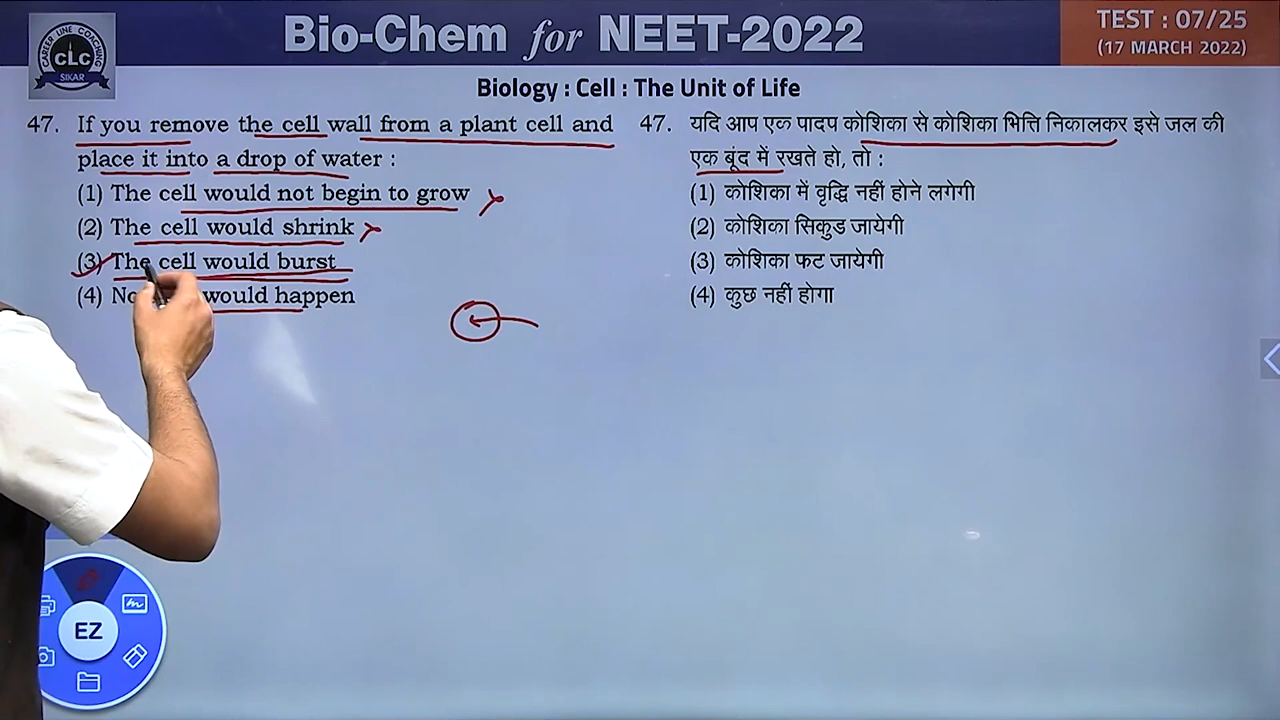 CAREER LINE COACHING
CLC
SIKAR
Bio-Chem for NEET-2022
TEST : 07/25
(17 MARCH 2022)
Biology : Cell : The Unit of Life
47. If you remove the cell wall from a plant cell and
place it into a drop of water :
(1) The cell would not begin to grow
(2) The cell would shrink
(3) The cell would burst
(4) would happen
47. यदि आप एक पादप कोशिका से कोशिका भित्ति निकालकर इसे जल की
एक बूंद में रखते हो, तो :
(1) कोशिका में वृद्धि नहीं होने लगेगी
(2) कोशिका सिकुड जायेगी
(3) कोशिका फट जायेगी
(4) कुछ नहीं होगा
EZ